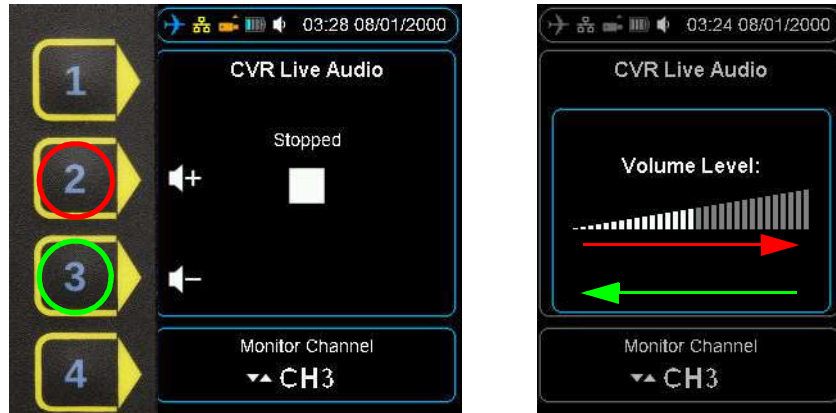 1
2
3
4
03:28 08/01/2000
CVR Live Audio
Stopped
+
−
Monitor Channel
CH3
03:24 08/01/2000
CVR Live Audio
Volume Level:
Monitor Channel
CH3